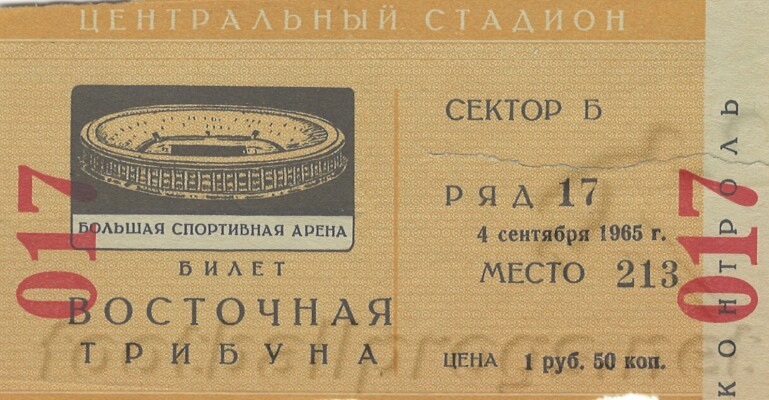 ЦЕНТРАЛЬНЫЙ СТАДИОН
БОЛЬШАЯ СПОРТИВНАЯ АРЕНА
БИЛЕТ
ВОСТОЧНАЯ
ТРИБУНА
017
СЕКТОР Б
РЯД 17
4 сентября 1965 г.
МЕСТО 213
ЦЕНА 1 руб. 50 коп.
017
КОНТРОЛЬ